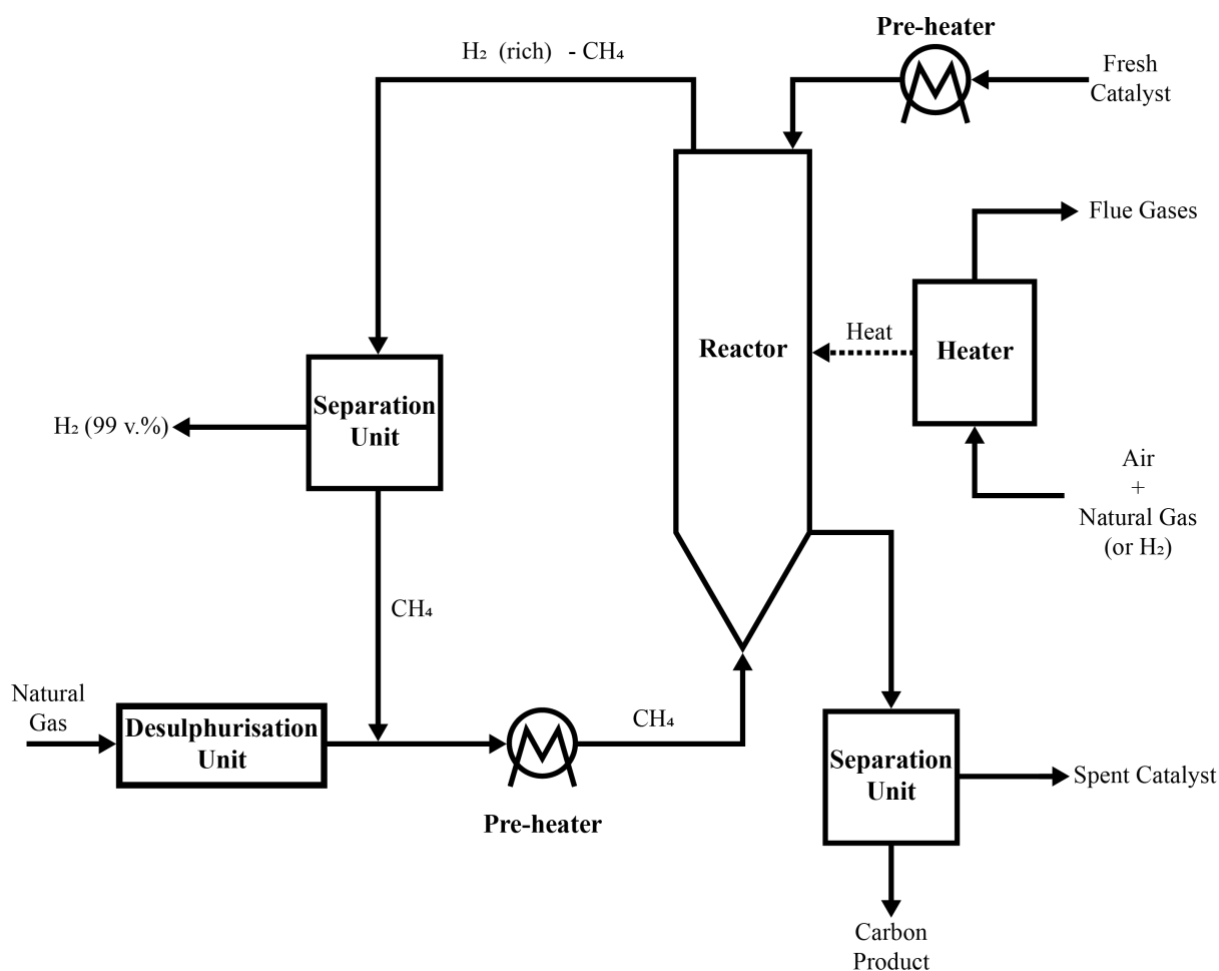 Pre-heater
H₂ (rich) - CH₄
Fresh
Catalyst
Flue Gases
Heat
Reactor
Heater
Separation
Unit
H₂ (99 v.%)
Air
+
Natural Gas
(or H₂)
CH₄
Natural
Gas
Desulphurisation
Unit
CH₄
Pre-heater
Separation
Unit
Spent Catalyst
Carbon
Product